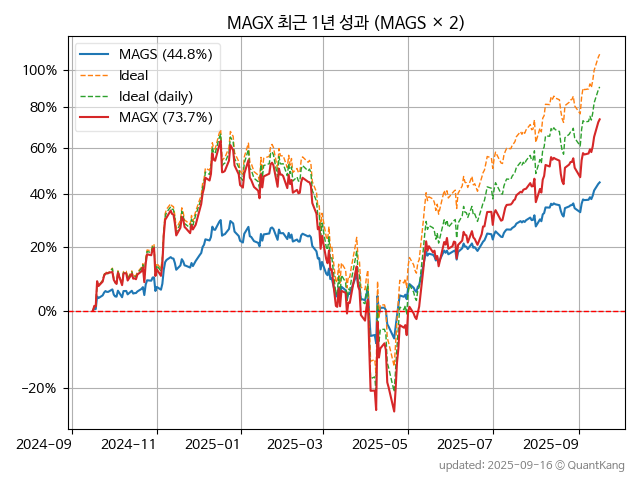 MAGX 최근 1년 성과 (MAGS × 2)
MAGS (44.8%)
Ideal
Ideal (daily)
MAGX (73.7%)
100%
80%
60%
40%
20%
0%
−20%
2024-09
2024-11
2025-01
2025-03
2025-05
2025-07
2025-09
updated: 2025-09-16 © QuantKang